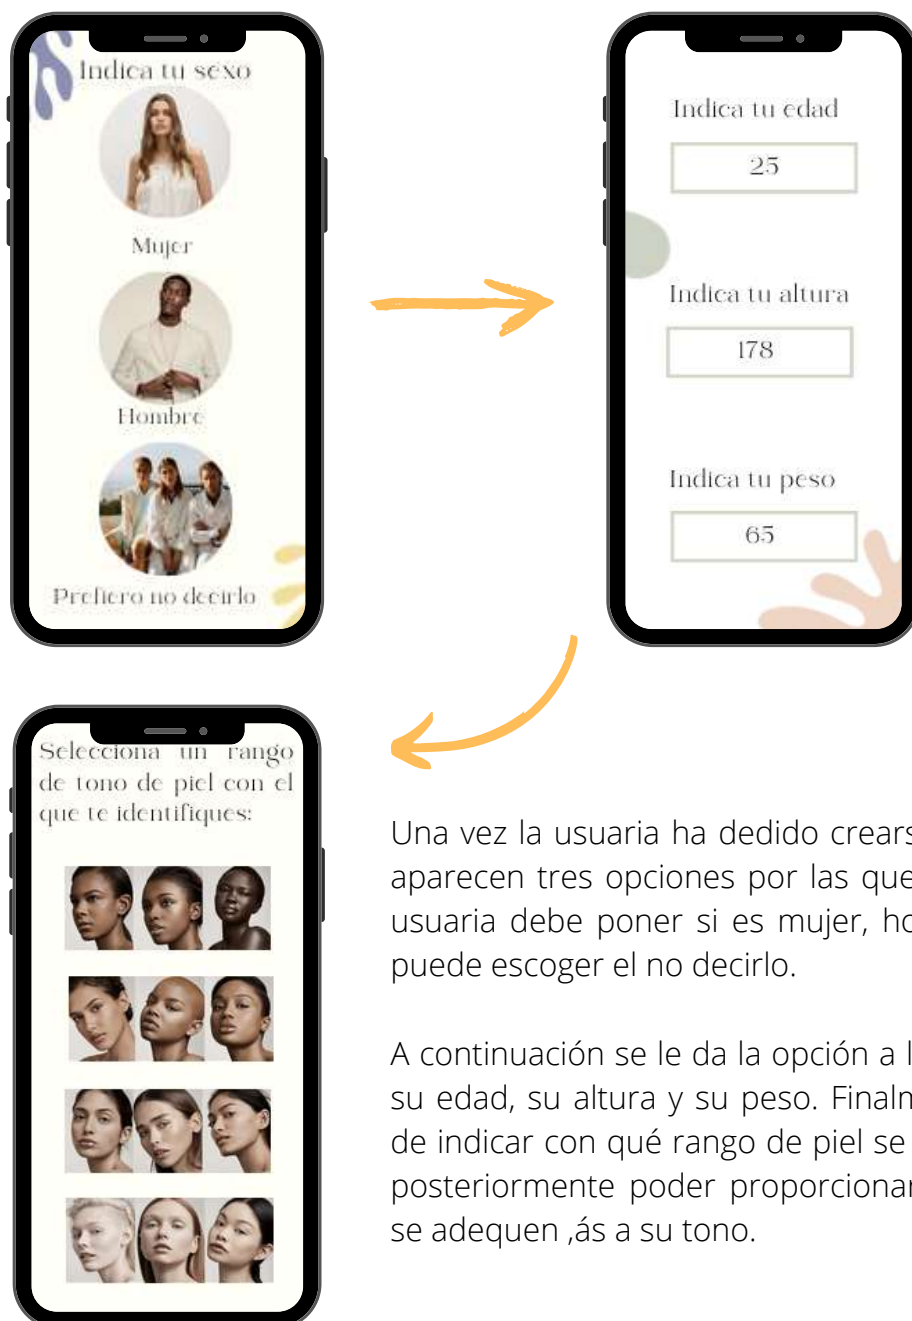 Indica tu sexo
Mujer
Hombre
Prefiero no decirlo
Indica tu edad
25
Indica tu altura
178
Indica tu peso
65
Selecciona un rango
de tono de piel con el
que te identifiques:
Una vez la usuaria ha dedido crears
aparecen tres opciones por las que
usuaria debe poner si es mujer, ho
puede escoger el no decirlo.
A continuación se le da la opción a l
su edad, su altura y su peso. Finalm
de indicar con qué rango de piel se
posteriormente poder proporcionar
se adequen ,ás a su tono.